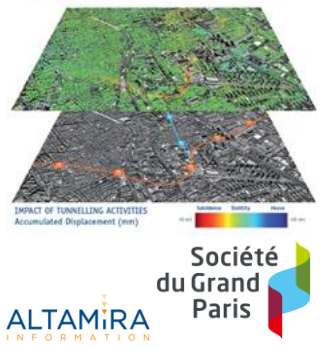 IMPACT OF TUNNELLING ACTIVITIES
Accumulated Displacement (mm)
Subsidence Stability Heave
Société
du Grand
Paris
ALTAMIRA
INFORMATION